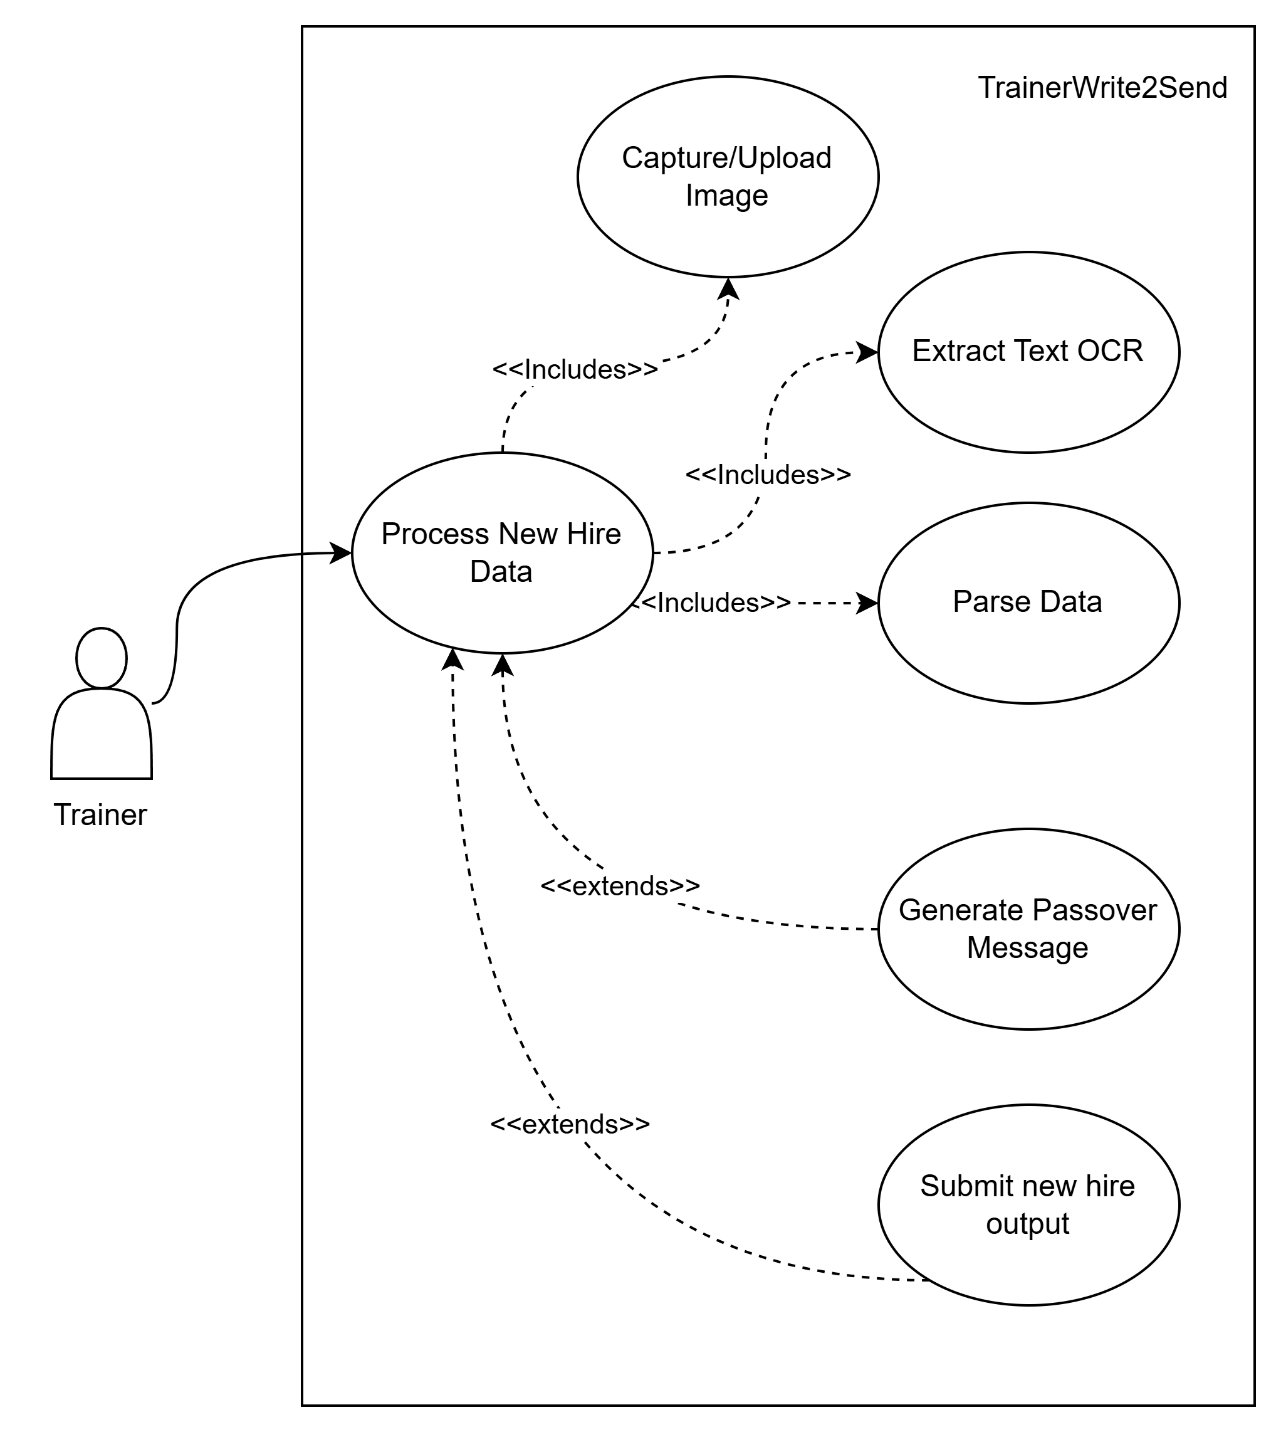 TrainerWrite2Send
Capture/Upload
Image
Extract Text OCR
<<Includes>>
<<Includes>>
Process New Hire
Data
<<Includes>>
Parse Data
Trainer
<<extends>>
Generate Passover
Message
<<extends>>
Submit new hire
output